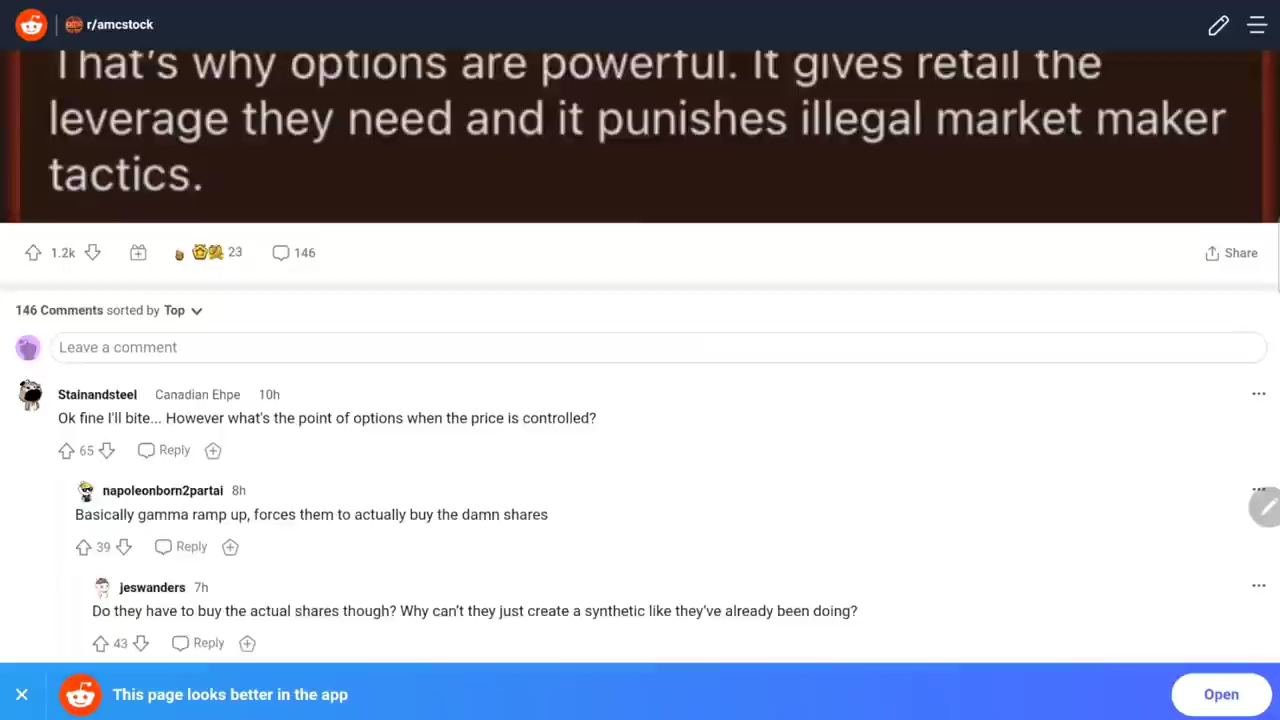 r/amcstock
That's why options are powerful. It gives retail the
leverage they need and it punishes illegal market maker
tactics.
1.2k 23 146 Share
146 Comments sorted by Top
Leave a comment
Stainandsteel Canadian Ehpe 10h
Ok fine I'll bite... However what's the point of options when the price is controlled?
65 Reply
napoleonborn2partai 8h
Basically gamma ramp up, forces them to actually buy the damn shares
39 Reply
jeswanders 7h
Do they have to buy the actual shares though? Why can't they just create a synthetic like they've already been doing?
43 Reply
This page looks better in the app Open